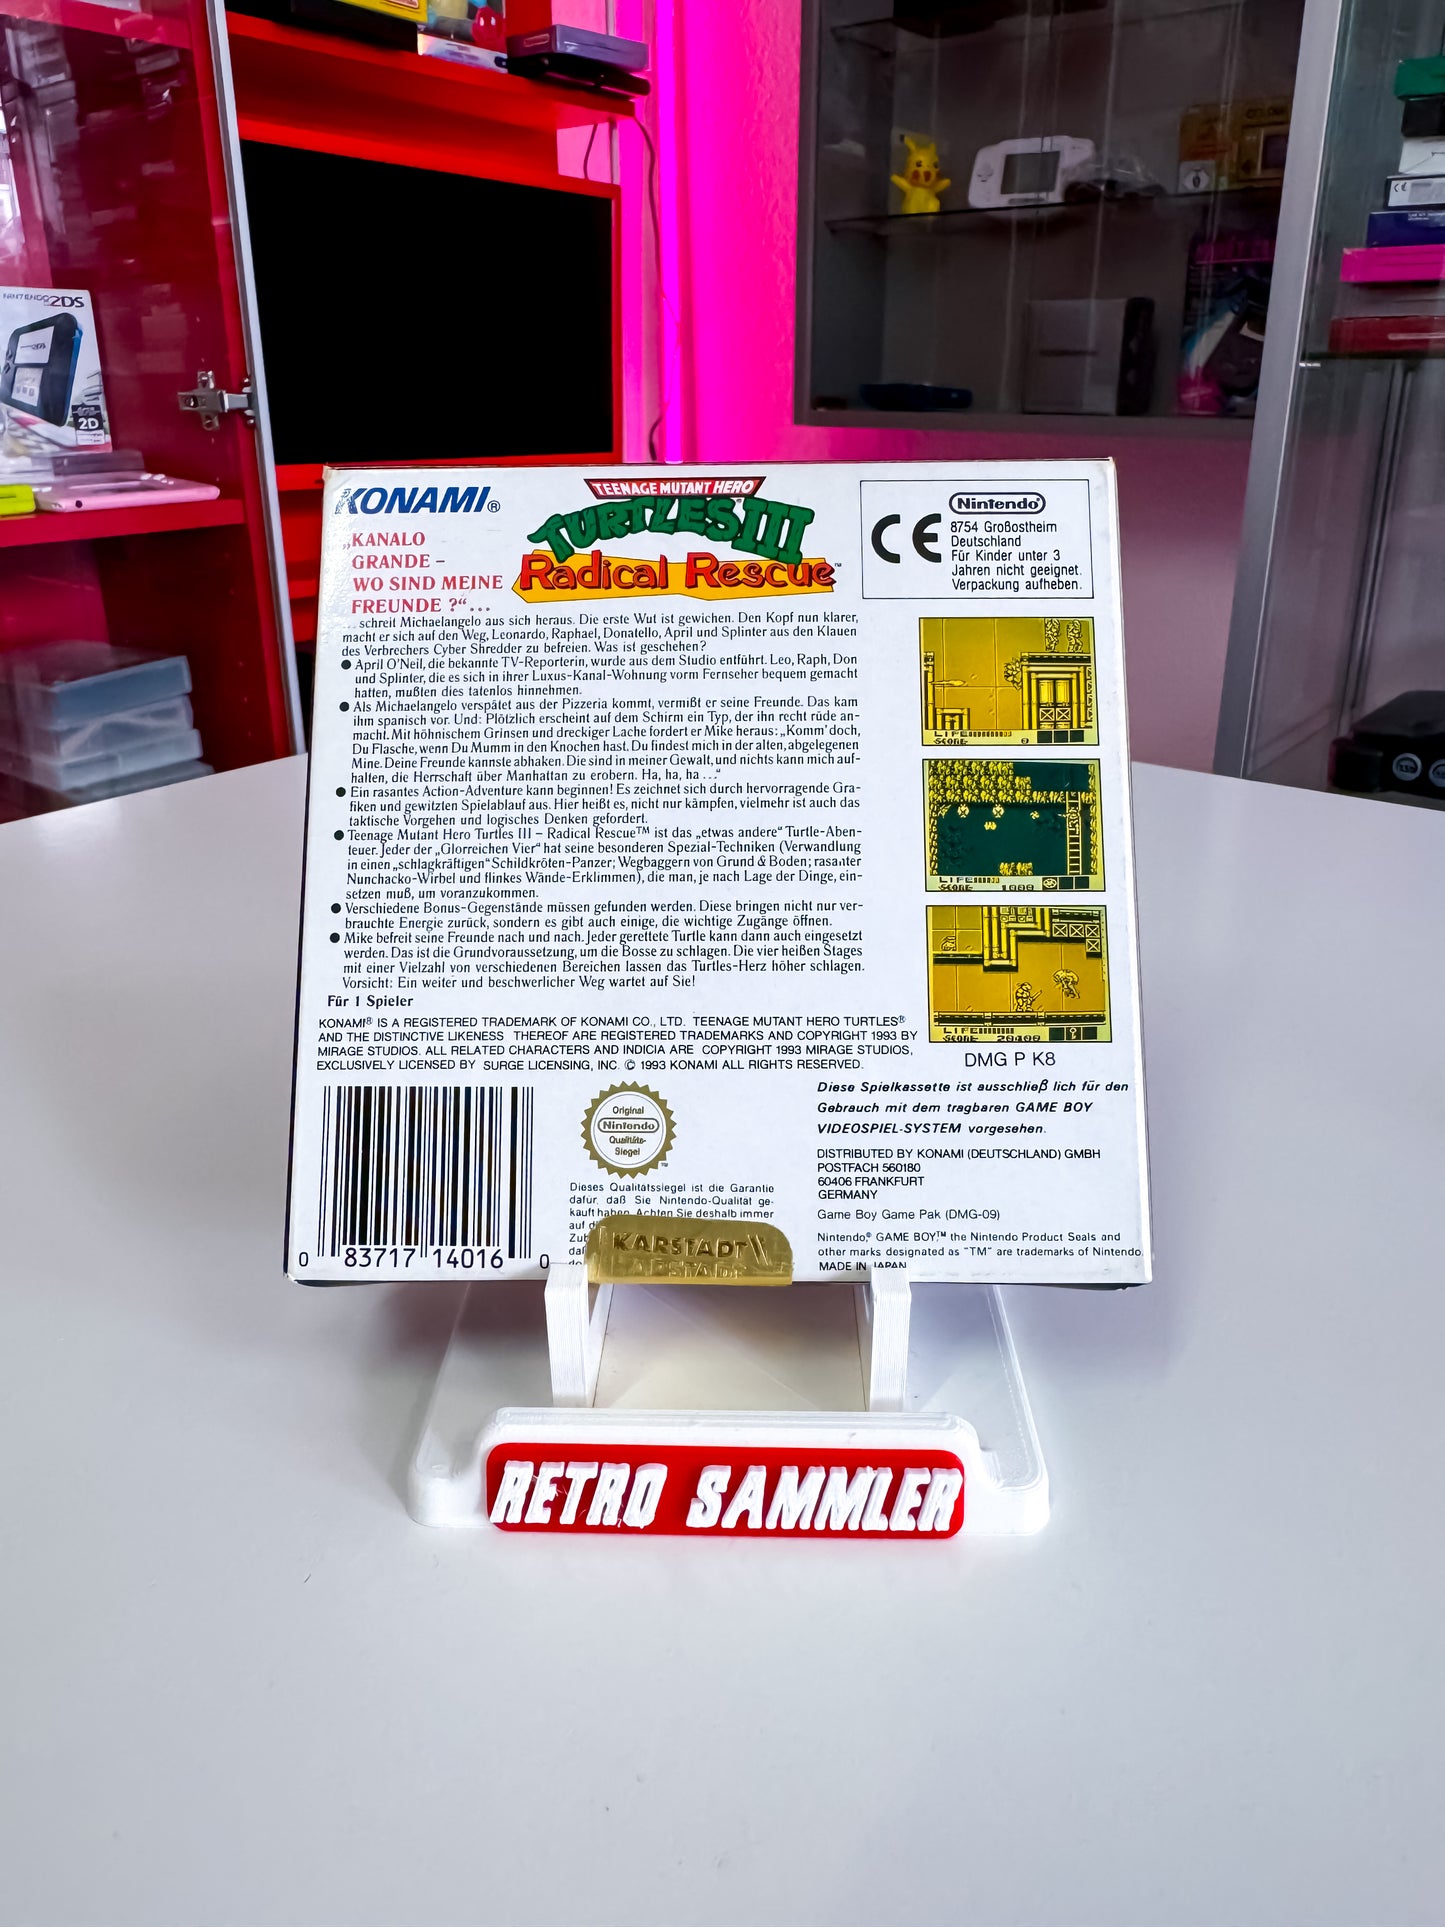 NINTENDO 2DS
2D
KONAMI®
TEENAGE MUTANT HERO
TURTLES III
Radical Rescue™
„KANALO
GRANDE –
WO SIND MEINE
FREUNDE ?“...
CE
Nintendo®
8754 Großostheim
Deutschland
Für Kinder unter 3
Jahren nicht geeignet.
Verpackung aufheben.
... schreit Michaelangelo aus sich heraus. Die erste Wut ist gewichen. Den Kopf nun klarer,
macht er sich auf den Weg, Leonardo, Raphael, Donatello, April und Splinter aus den Klauen
des Verbrechers Cyber Shredder zu befreien. Was ist geschehen?
● April O'Neil, die bekannte TV-Reporterin, wurde aus dem Studio entführt. Leo, Raph, Don
und Splinter, die es sich in ihrer Luxus-Kanal-Wohnung vorm Fernseher bequem gemacht
hatten, mußten dies tatenlos hinnehmen.
● Als Michaelangelo verspätet aus der Pizzeria kommt, vermißt er seine Freunde. Das kam
ihm spanisch vor. Und: Plötzlich erscheint auf dem Schirm ein Typ, der ihn recht rüde an-
macht. Mit höhnischem Grinsen und dreckiger Lache fordert er Mike heraus: „Komm' doch,
Du Flasche, wenn Du Mumm in den Knochen hast. Du findest mich in der alten, abgelegenen
Mine. Deine Freunde kannste abhaken. Die sind in meiner Gewalt, und nichts kann mich auf-
halten, die Herrschaft über Manhattan zu erobern. Ha, ha, ha ...“
● Ein rasantes Action-Adventure kann beginnen! Es zeichnet sich durch hervorragende Gra-
fiken und gewitzten Spielablauf aus. Hier heißt es, nicht nur kämpfen, vielmehr ist auch das
taktische Vorgehen und logisches Denken gefordert.
● Teenage Mutant Hero Turtles III – Radical Rescue™ ist das „etwas andere“ Turtle-Aben-
teuer. Jeder der „Glorreichen Vier“ hat seine besonderen Spezial-Techniken (Verwandlung
in einen „schlagkräftigen“ Schildkröten-Panzer; Wegbaggern von Grund & Boden; rasanter
Nunchacko-Wirbel und flinkes Wände-Erklimmen), die man, je nach Lage der Dinge, ein-
setzen muß, um voranzukommen.
● Verschiedene Bonus-Gegenstände müssen gefunden werden. Diese bringen nicht nur ver-
brauchte Energie zurück, sondern es gibt auch einige, die wichtige Zugänge öffnen.
● Mike befreit seine Freunde nach und nach. Jeder gerettete Turtle kann dann auch eingesetzt
werden. Das ist die Grundvoraussetzung, um die Bosse zu schlagen. Die vier heißen Stages
mit einer Vielzahl von verschiedenen Bereichen lassen das Turtles-Herz höher schlagen.
Vorsicht: Ein weiter und beschwerlicher Weg wartet auf Sie!
Für 1 Spieler
LIFE
SCORE 0
LIFE
SCORE 1000
LIFE
SCORE 20400
DMG P K8
KONAMI® IS A REGISTERED TRADEMARK OF KONAMI CO., LTD. TEENAGE MUTANT HERO TURTLES®
AND THE DISTINCTIVE LIKENESS THEREOF ARE REGISTERED TRADEMARKS AND COPYRIGHT 1993 BY
MIRAGE STUDIOS. ALL RELATED CHARACTERS AND INDICIA ARE COPYRIGHT 1993 MIRAGE STUDIOS,
EXCLUSIVELY LICENSED BY SURGE LICENSING, INC. © 1993 KONAMI ALL RIGHTS RESERVED.
0 83717 14016 0
Original
Nintendo
Qualitäts-
Siegel
™
Dieses Qualitätssiegel ist die Garantie
dafür, daß Sie Nintendo-Qualität ge-
kauft haben. Achten Sie deshalb immer
auf
KARSTADT
KARSTADT
Diese Spielkassette ist ausschließ lich für den
Gebrauch mit dem tragbaren GAME BOY
VIDEOSPIEL-SYSTEM vorgesehen.
DISTRIBUTED BY KONAMI (DEUTSCHLAND) GMBH
POSTFACH 560180
60406 FRANKFURT
GERMANY
Game Boy Game Pak (DMG-09)
Nintendo,® GAME BOY,™ the Nintendo Product Seals and
other marks designated as "TM" are trademarks of Nintendo.
MADE IN JAPAN
RETRO SAMMLER